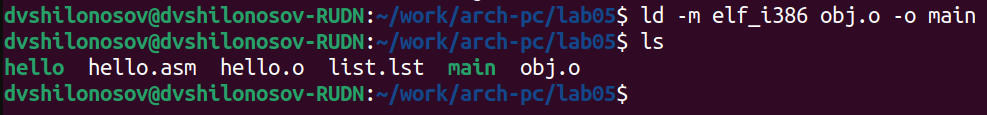 dvshilonosov@dvshilonosov-RUDN:~/work/arch-pc/lab05$ ld -m elf_i386 obj.o -o main
dvshilonosov@dvshilonosov-RUDN:~/work/arch-pc/lab05$ ls
hello  hello.asm  hello.o  list.lst  main  obj.o
dvshilonosov@dvshilonosov-RUDN:~/work/arch-pc/lab05$